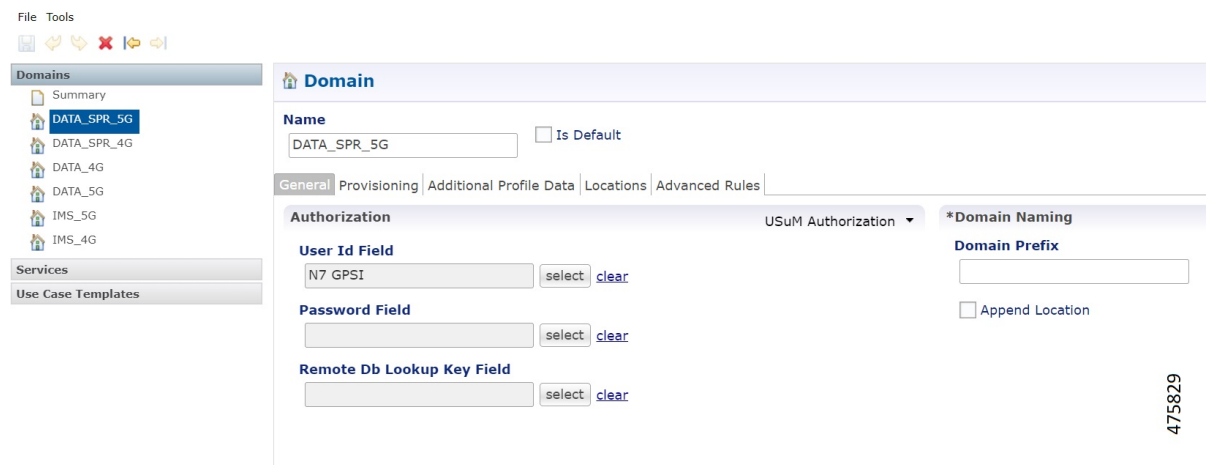 File Tools
Domains
Summary
DATA_SPR_5G
DATA_SPR_4G
DATA_4G
DATA_5G
IMS_5G
IMS_4G
Services
Use Case Templates
Domain
Name
DATA_SPR_5G
Is Default
General Provisioning Additional Profile Data Locations Advanced Rules
Authorization USuM Authorization
User Id Field
N7 GPSI select clear
Password Field
select clear
Remote Db Lookup Key Field
select clear
*Domain Naming
Domain Prefix
Append Location
475829